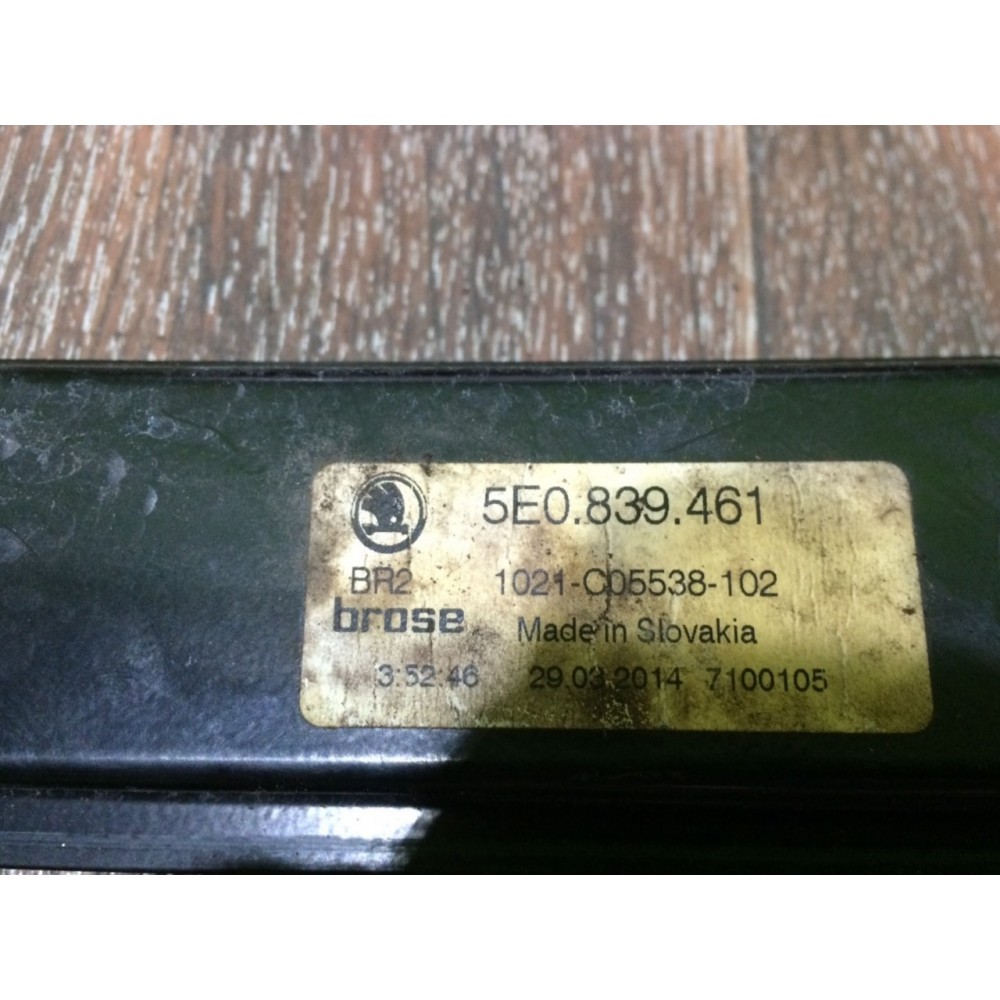 5E0.839.461
BR2 1021-C05538-102
brose Made in Slovakia
3:52:46 29.03.2014 7100105